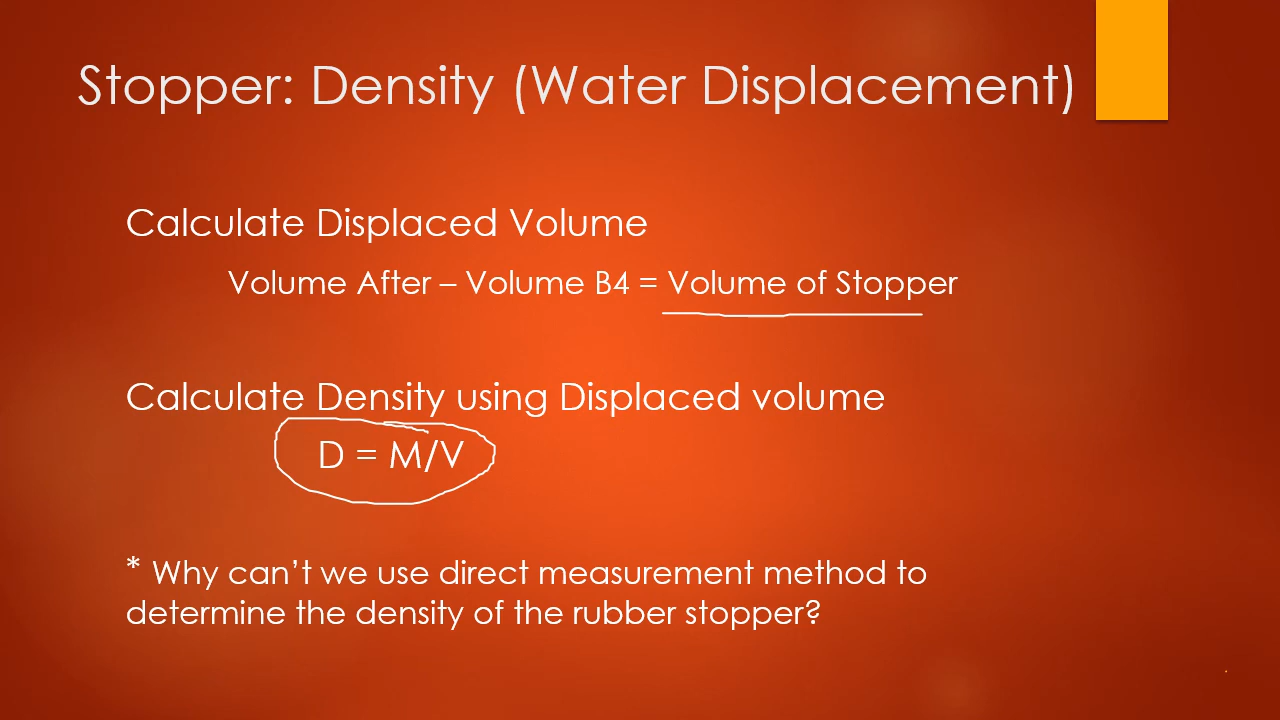 Stopper: Density (Water Displacement)
Calculate Displaced Volume
Volume After – Volume B4 = Volume of Stopper
Calculate Density using Displaced volume
D = M/V
* Why can’t we use direct measurement method to
determine the density of the rubber stopper?